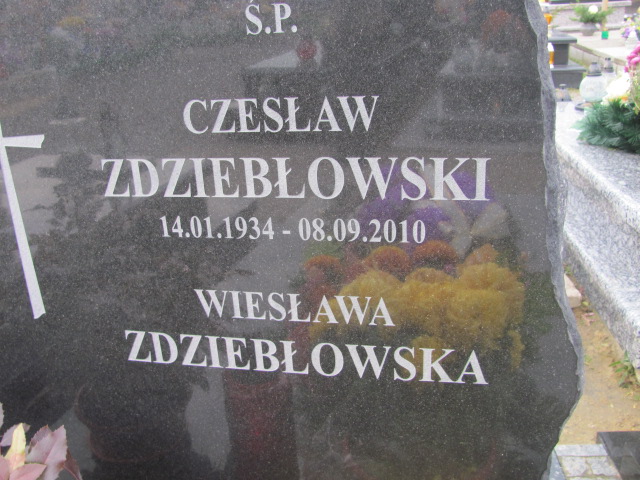 Ś.P.
CZESŁAW
ZDZIEBŁOWSKI
14.01.1934 - 08.09.2010
WIESŁAWA
ZDZIEBŁOWSKA